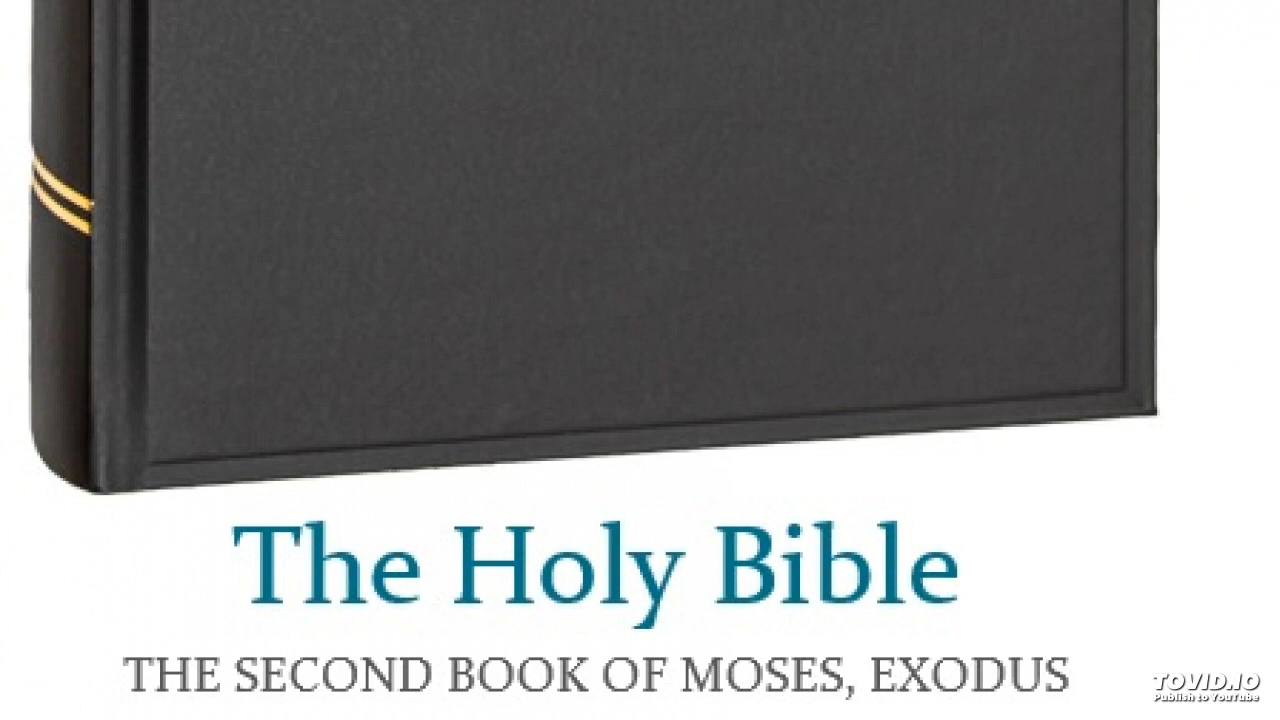 The Holy Bible
THE SECOND BOOK OF MOSES, EXODUS
TOVID.IO
Publish to YouTube